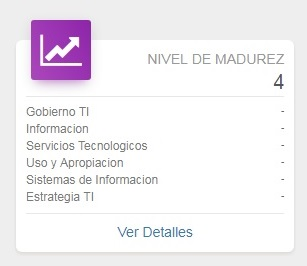 NIVEL DE MADUREZ
4
Gobierno TI -
Informacion -
Servicios Tecnologicos -
Uso y Apropiacion -
Sistemas de Informacion -
Estrategia TI -
Ver Detalles